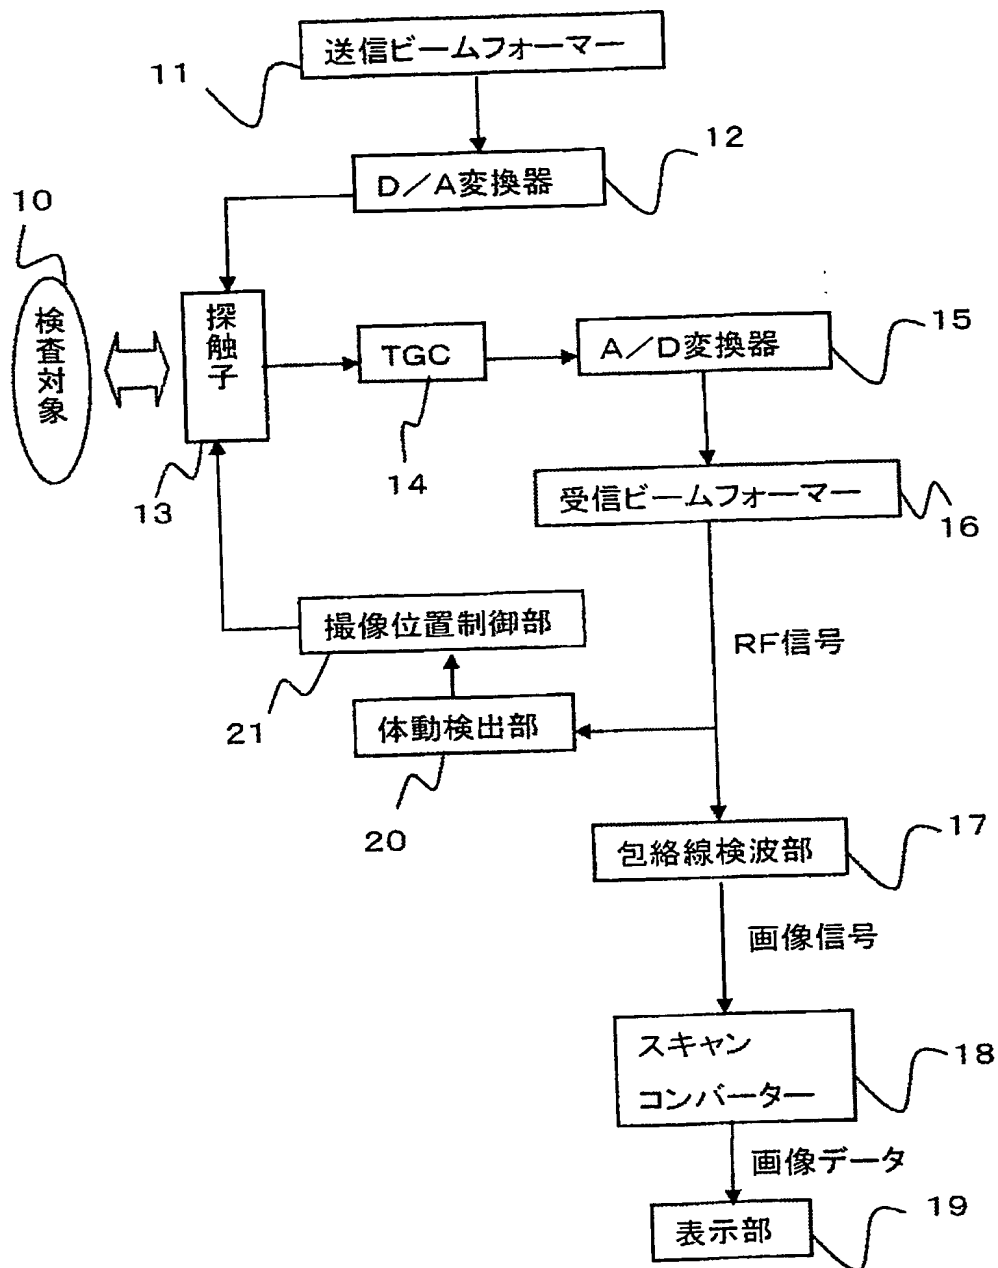 送信ビームフォーマー
11
D／A変換器
12
10
検査対象
探触子
13
TGC
14
A／D変換器
15
受信ビームフォーマー
16
撮像位置制御部
21
RF信号
体動検出部
20
包絡線検波部
17
画像信号
スキャン
コンバーター
18
画像データ
表示部
19